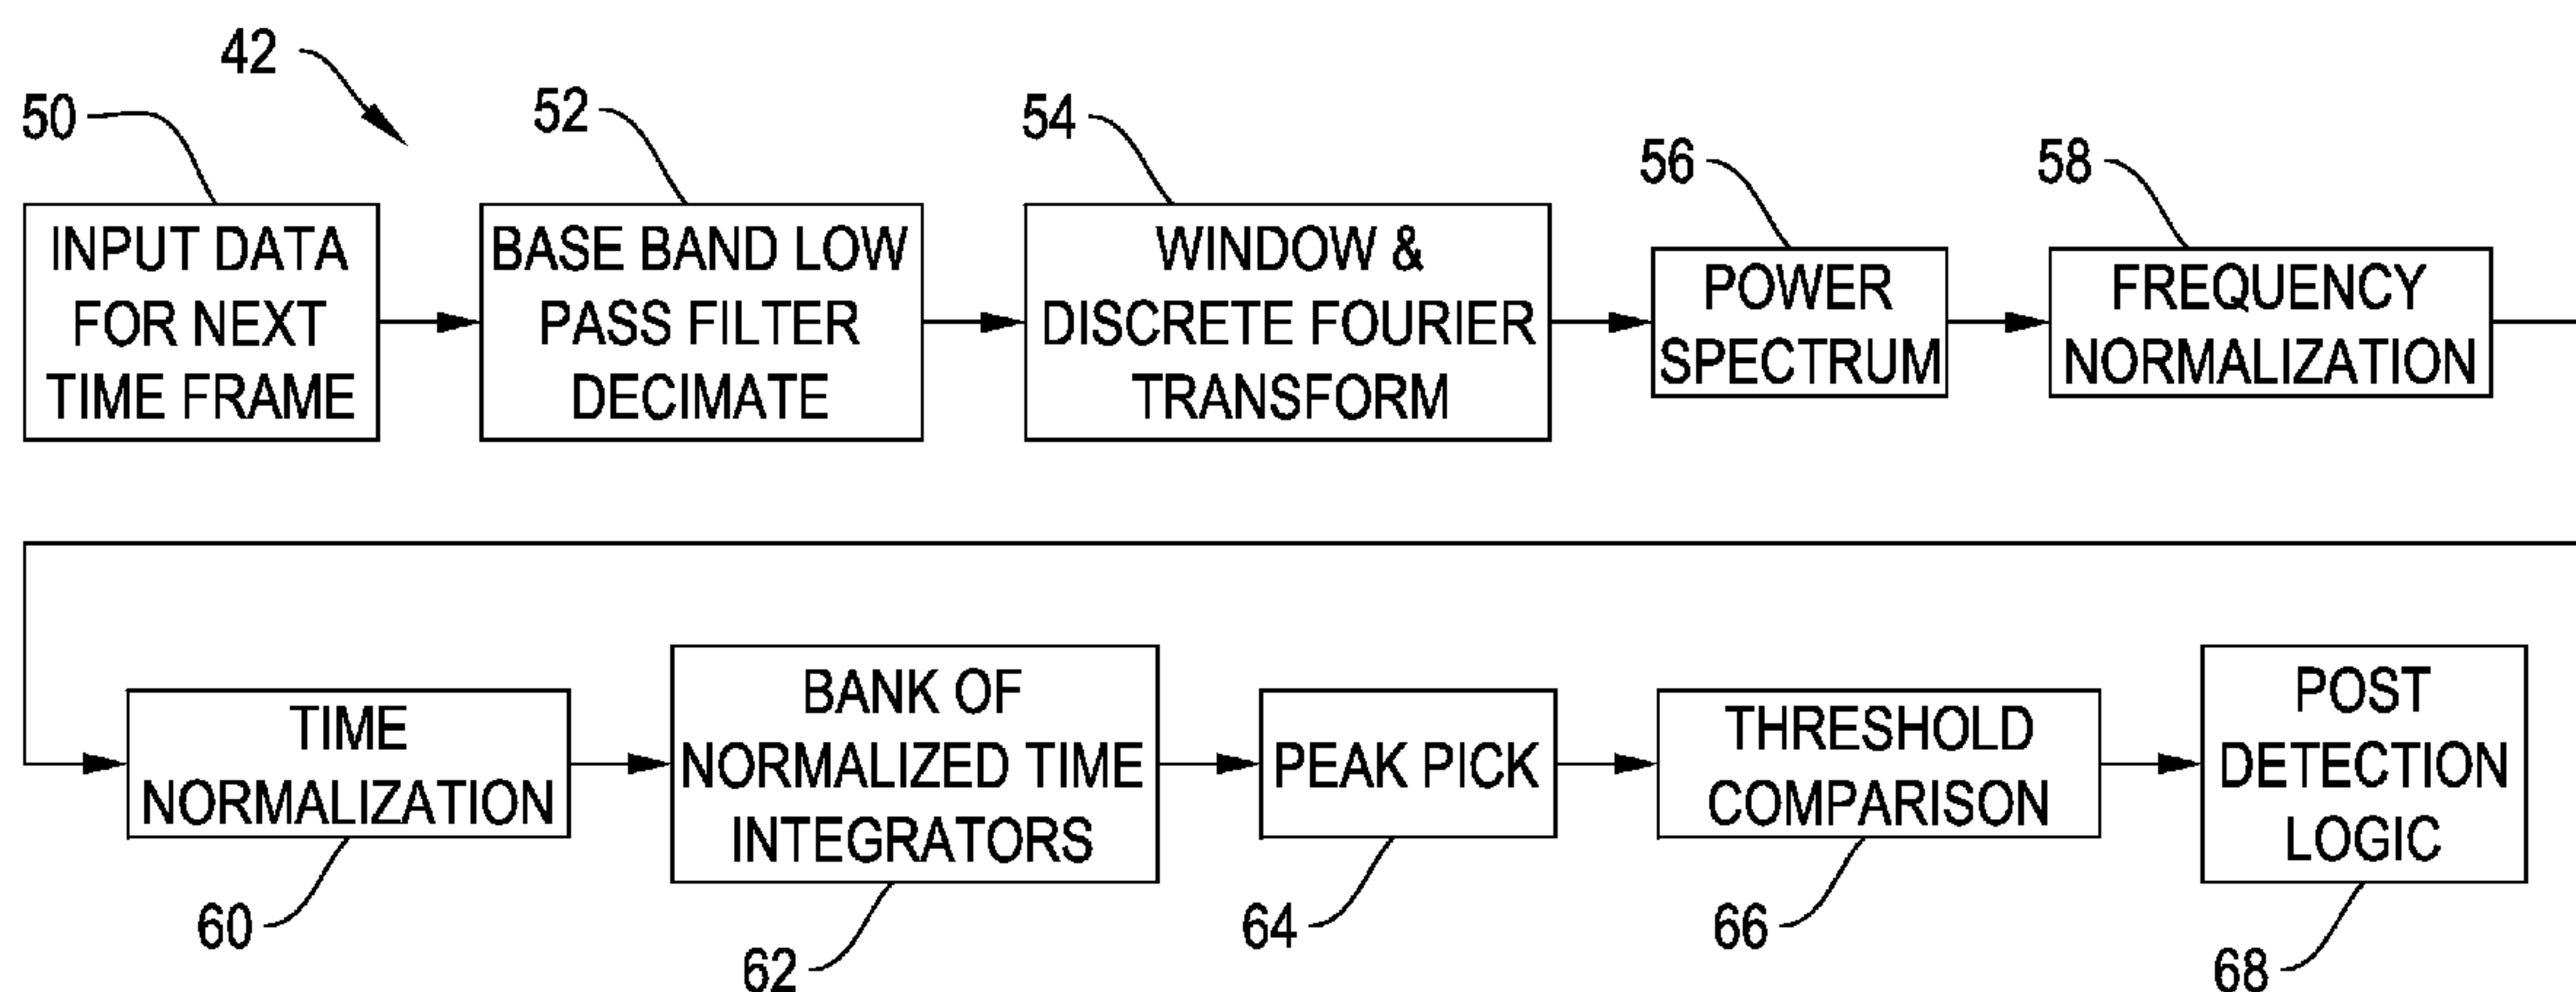 42
50
52
54
56
58
INPUT DATA
FOR NEXT
TIME FRAME
BASE BAND LOW
PASS FILTER
DECIMATE
WINDOW &
DISCRETE FOURIER
TRANSFORM
POWER
SPECTRUM
FREQUENCY
NORMALIZATION
TIME
NORMALIZATION
BANK OF
NORMALIZED TIME
INTEGRATORS
PEAK PICK
THRESHOLD
COMPARISON
POST
DETECTION
LOGIC
60
62
64
66
68